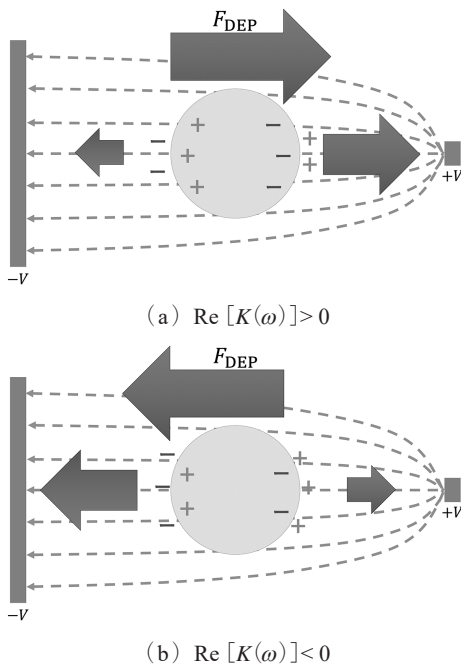 F_DEP
+V
−V
(a) Re [K(ω)]> 0
F_DEP
+V
−V
(b) Re [K(ω)]< 0